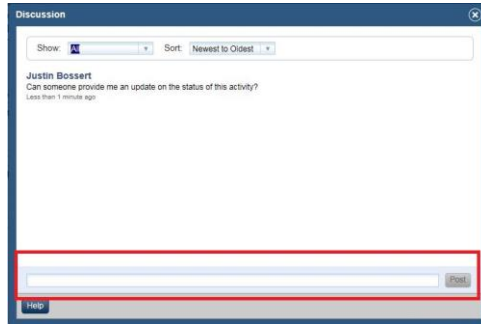 Discussion
Show: All Sort: Newest to Oldest
Justin Bossert
Can someone provide me an update on the status of this activity?
Less then 1 minute ago
Post
Help